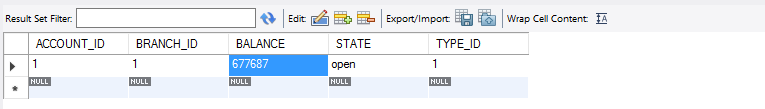 Result Set Filter: Edit: Export/Import: Wrap Cell Content: IA
ACCOUNT_ID BRANCH_ID BALANCE STATE TYPE_ID
1 1 677687 open 1
NULL NULL NULL NULL NULL